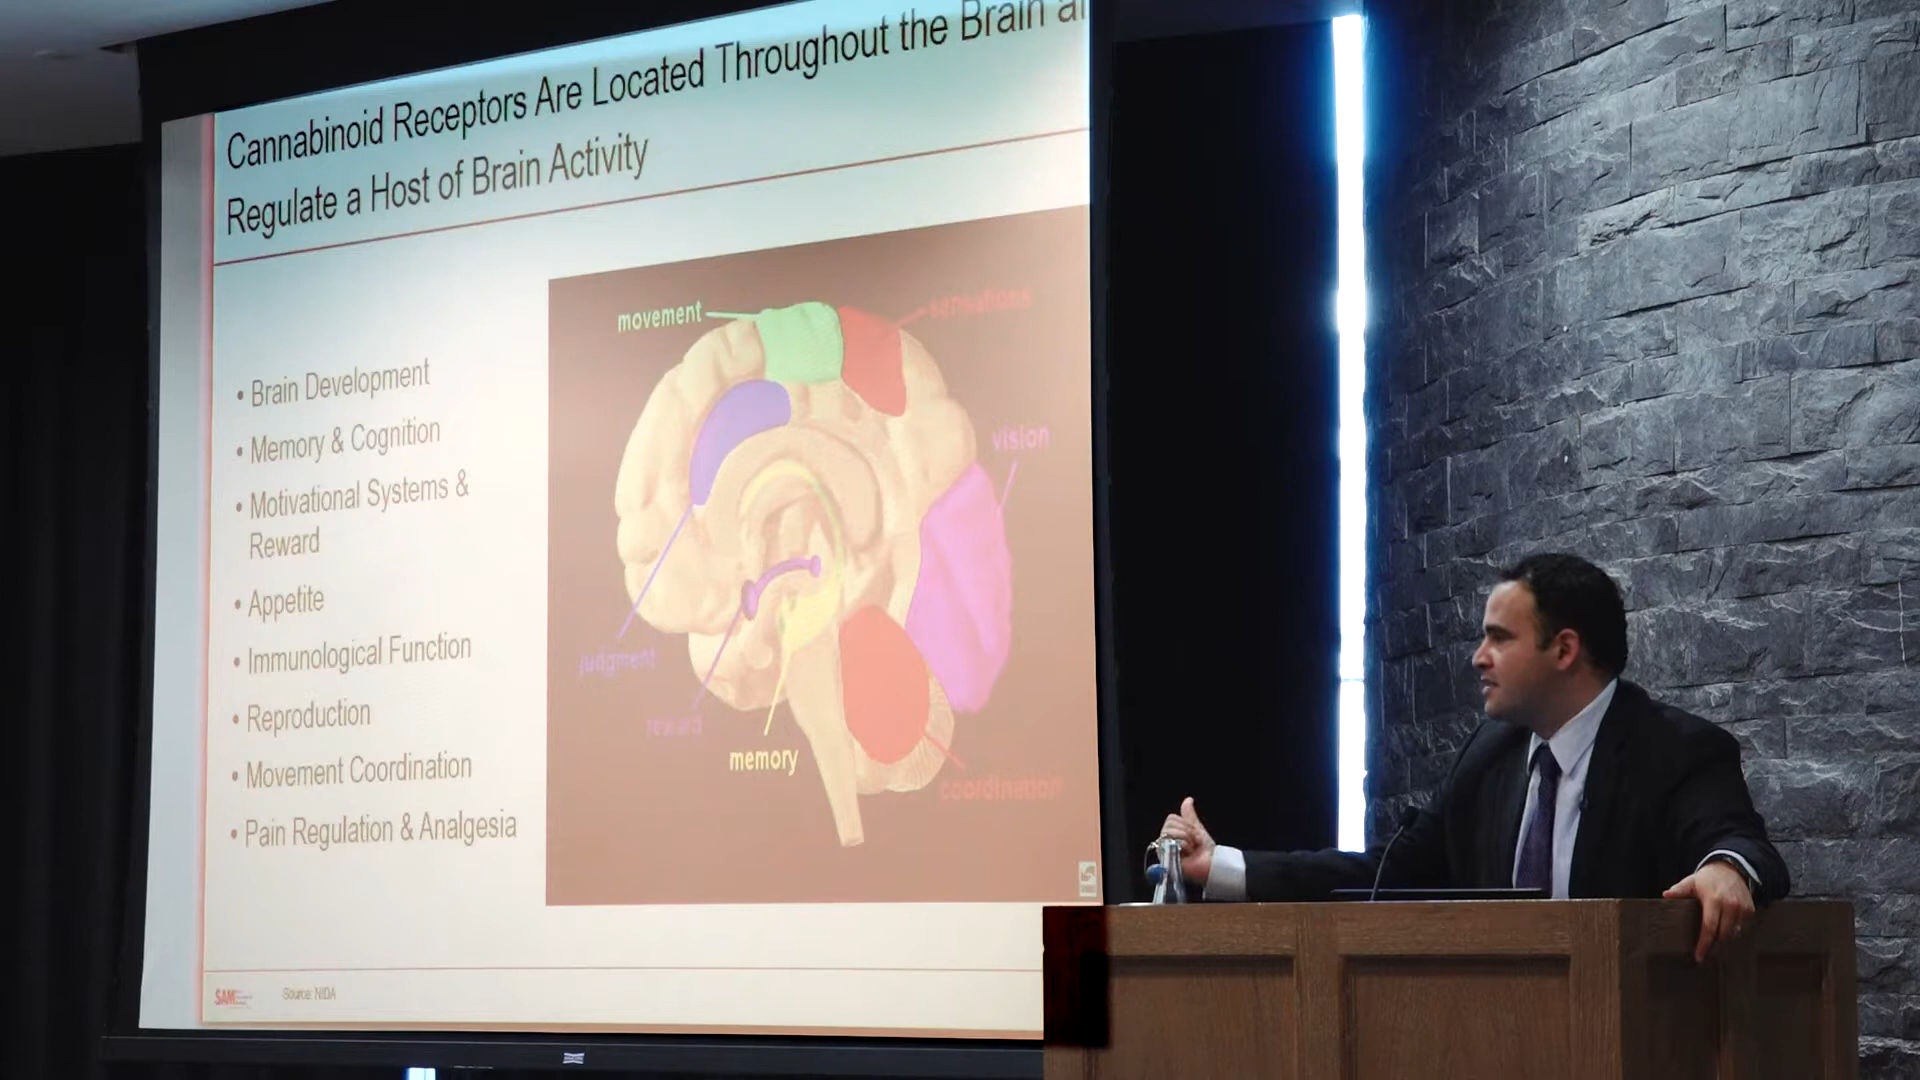 Cannabinoid Receptors Are Located Throughout the Brain
Regulate a Host of Brain Activity
• Brain Development
• Memory & Cognition
• Motivational Systems &
Reward
• Appetite
• Immunological Function
• Reproduction
• Movement Coordination
• Pain Regulation & Analgesia
movement
sensations
vision
judgment
reward
memory
coordination
SAM
Source: NIDA